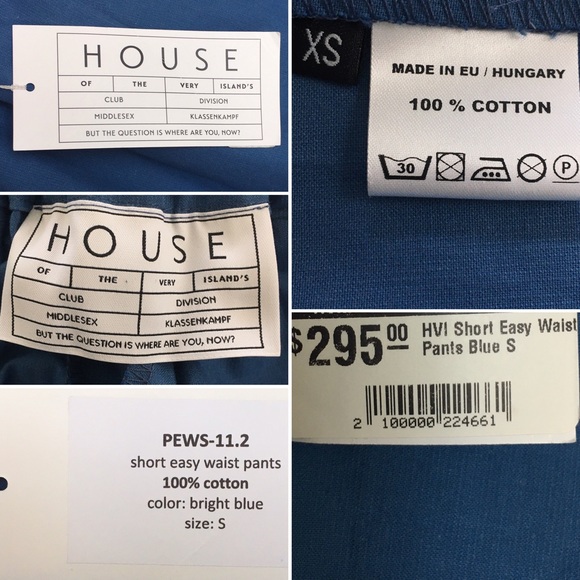 HOUSE
OF THE VERY ISLAND'S
CLUB DIVISION
MIDDLESEX KLASSENKAMPF
BUT THE QUESTION IS WHERE ARE YOU, NOW?
XS
MADE IN EU / HUNGARY
100 % COTTON
30 P
HOUSE
OF THE VERY ISLAND'S
CLUB DIVISION
MIDDLESEX KLASSENKAMPF
BUT THE QUESTION IS WHERE ARE YOU, NOW?
$295.00 HVI Short Easy Waist
Pants Blue S
2 100000 224661
PEWS-11.2
short easy waist pants
100% cotton
color: bright blue
size: S